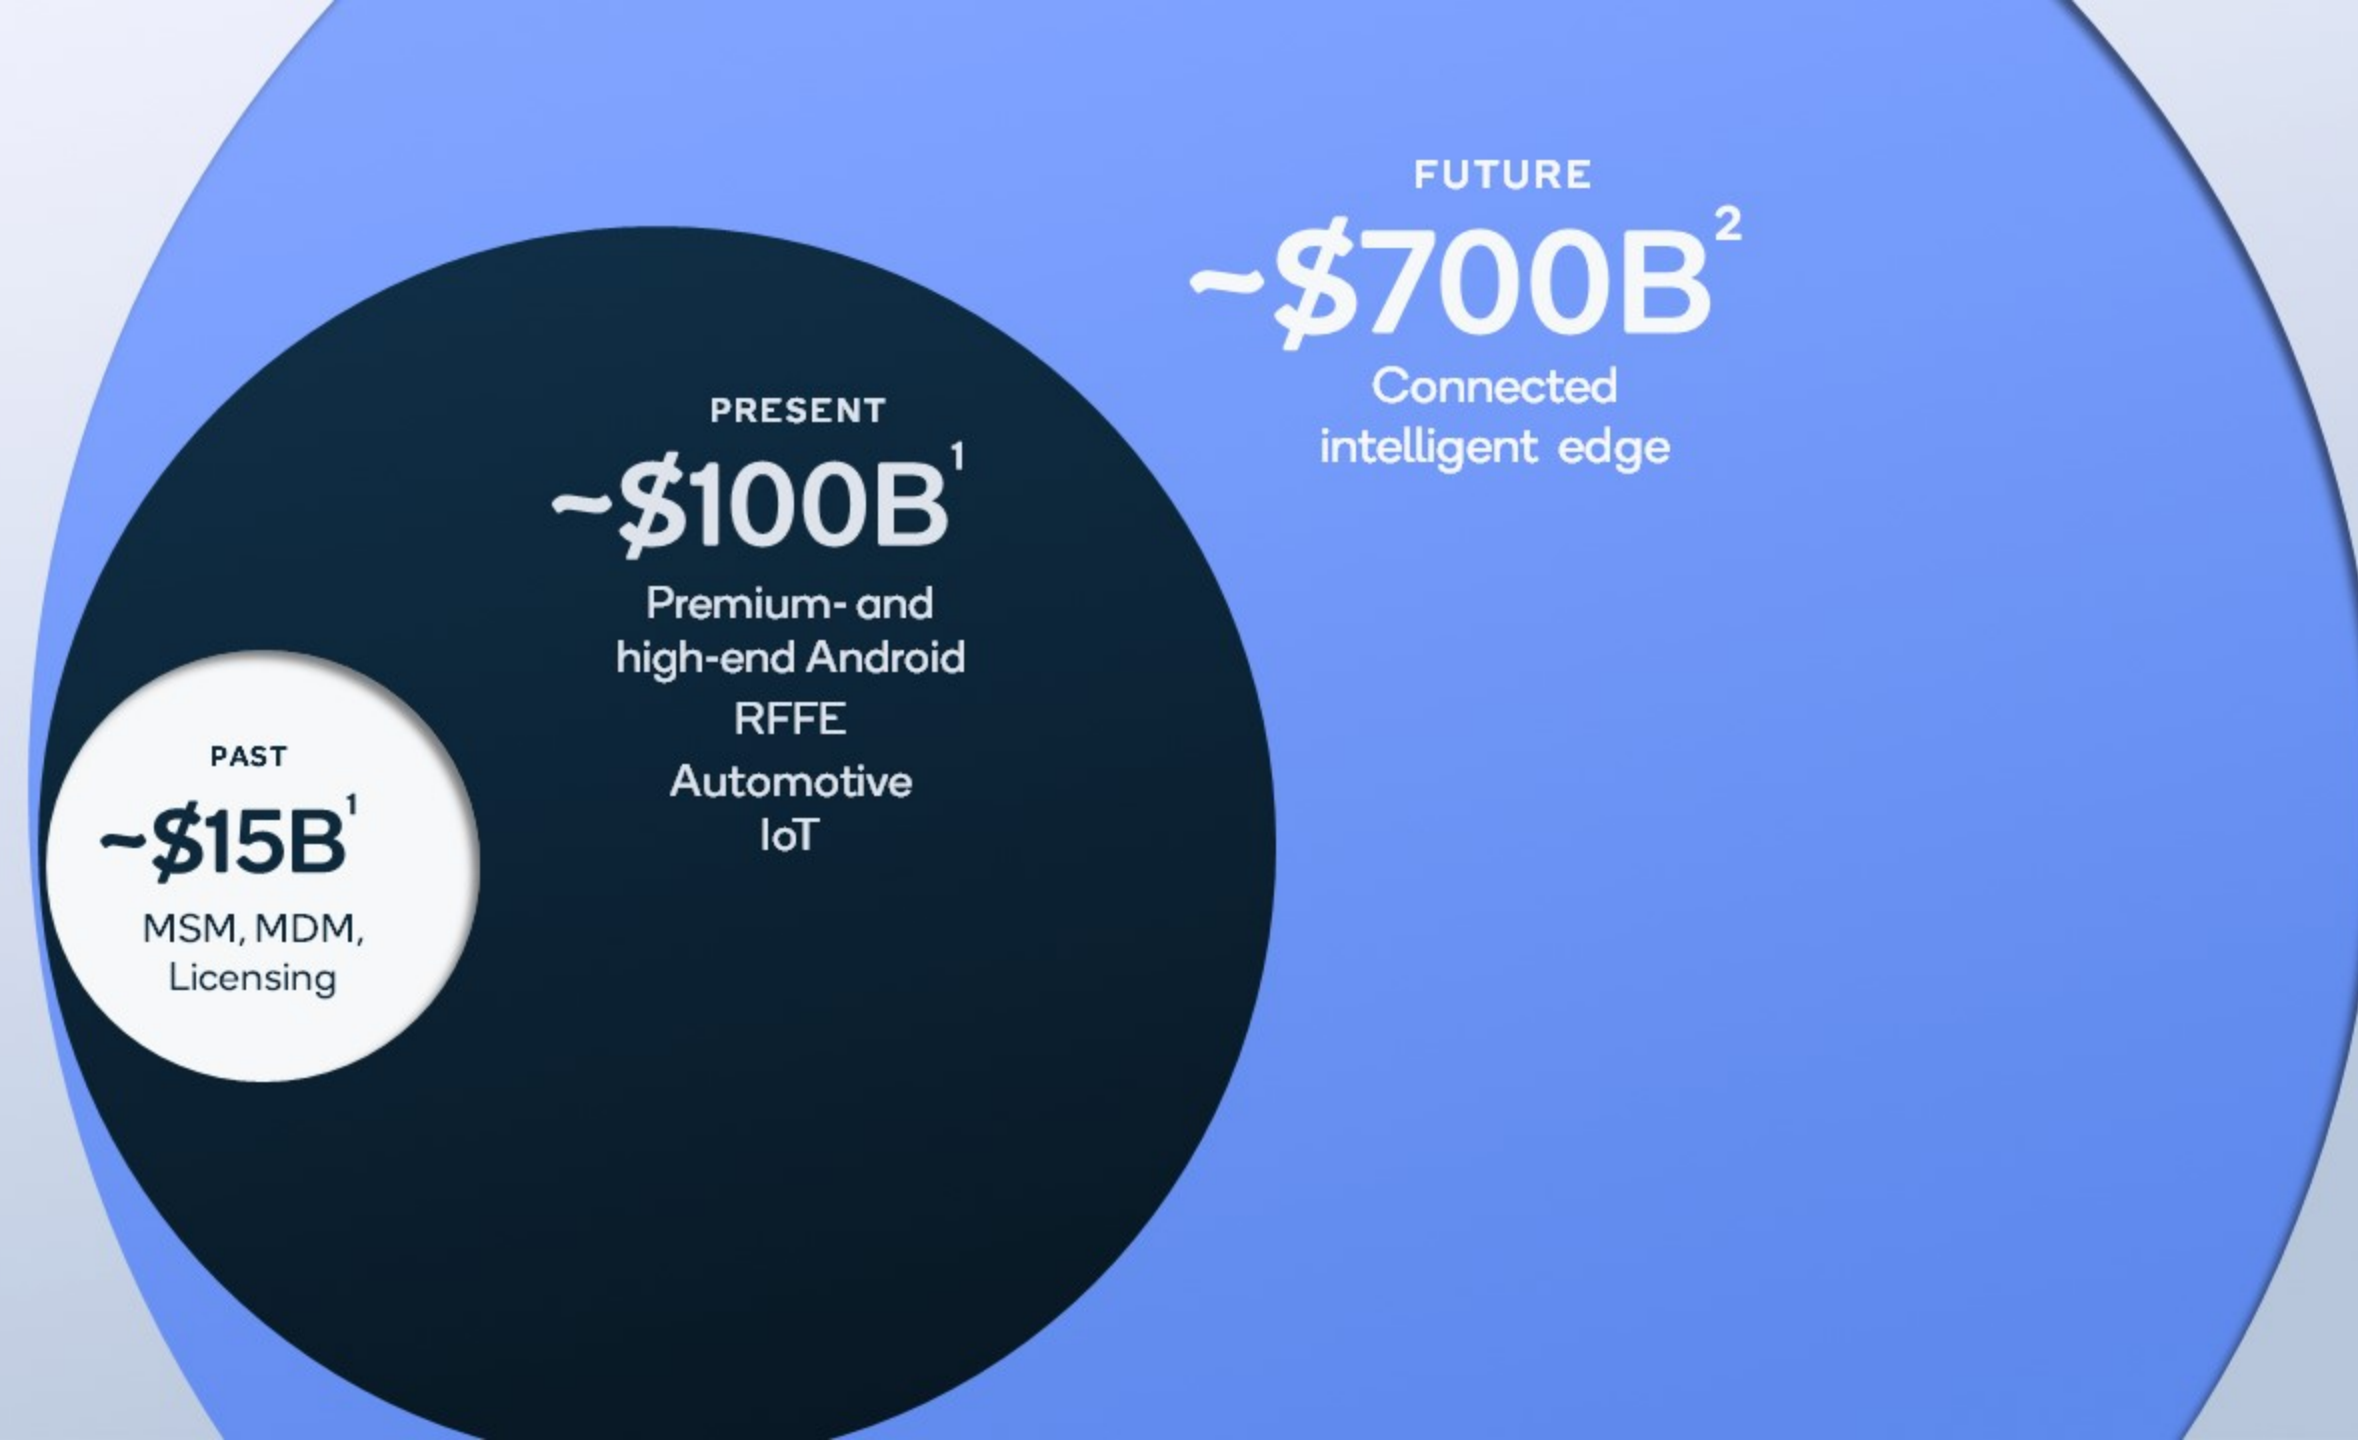 FUTURE
~$700B²
Connected
intelligent edge
PRESENT
~$100B¹
Premium- and
high-end Android
RFFE
Automotive
IoT
PAST
~$15B¹
MSM, MDM,
Licensing